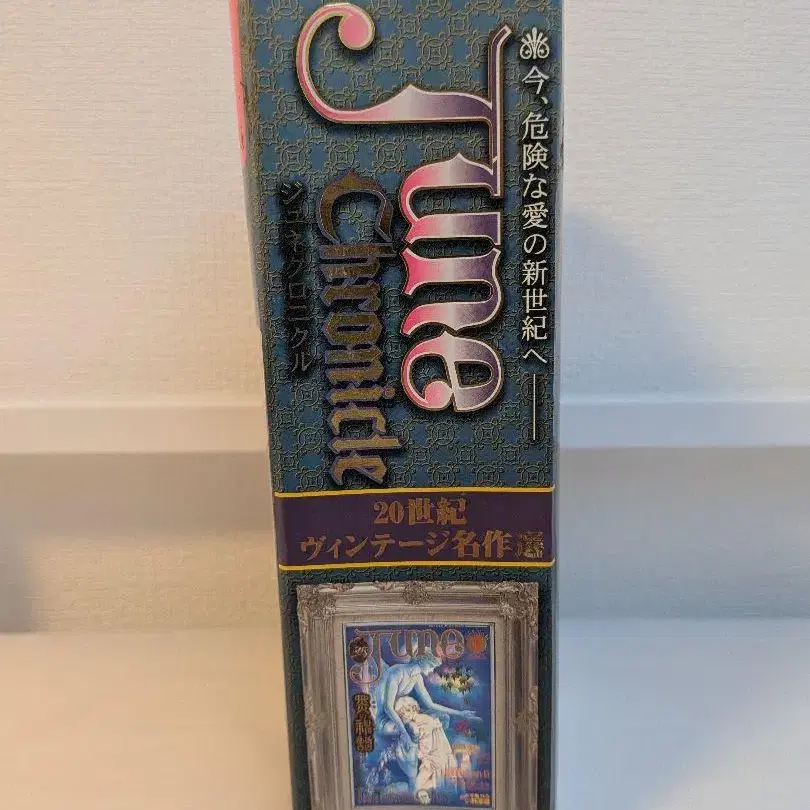 今、危険な愛の新世紀へ――
June
Chronicle
ジュネクロニクル
20世紀
ヴィンテージ名作選
June